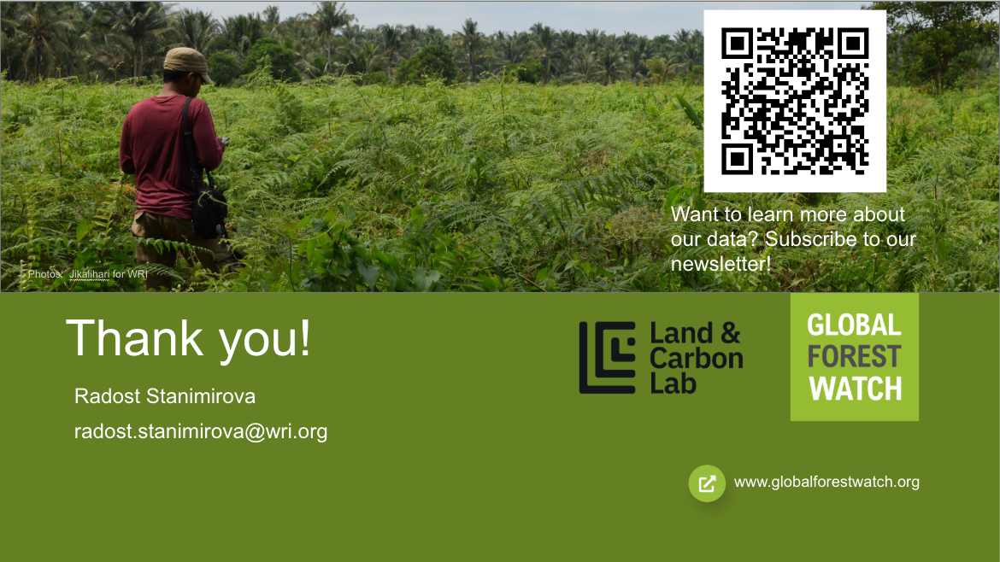 Want to learn more about
our data? Subscribe to our
newsletter!
Photos: Jikalihari for WRI
Thank you!
Radost Stanimirova
radost.stanimirova@wri.org
Land &
Carbon
Lab
GLOBAL
FOREST
WATCH
www.globalforestwatch.org